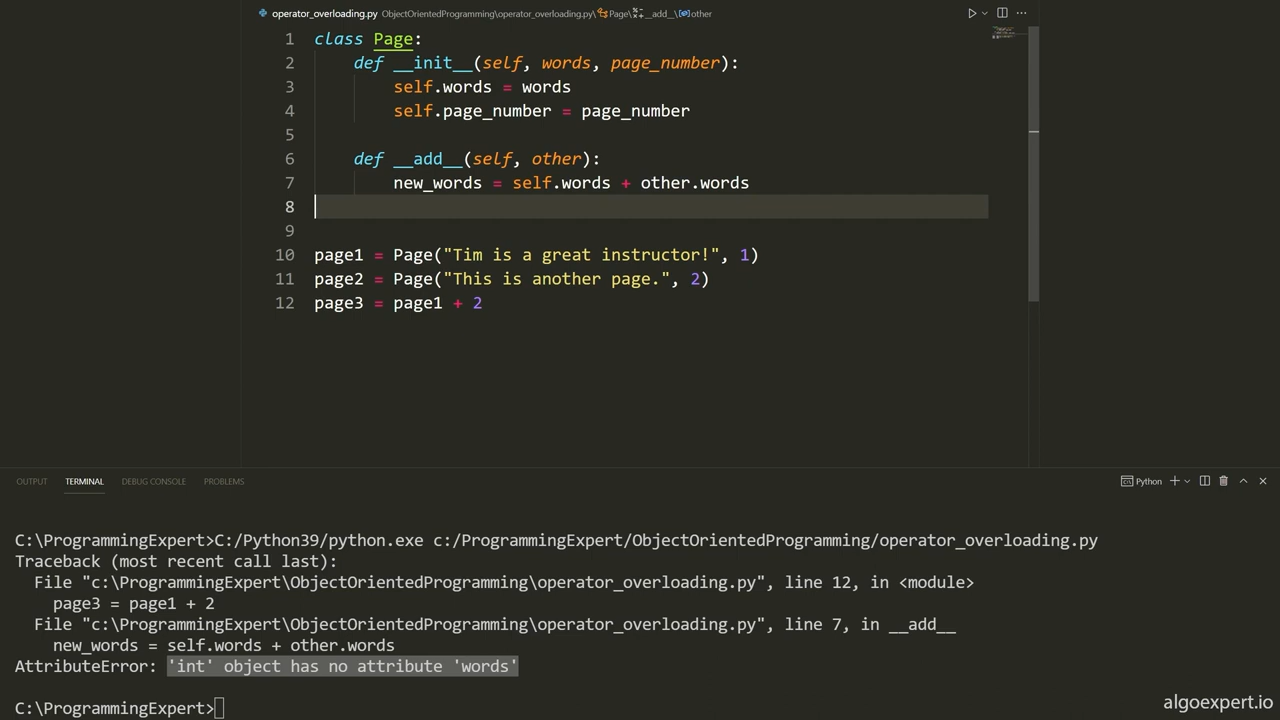 operator_overloading.py ObjectOrientedProgramming\operator_overloading.py\Page\__add__\other
1 class Page:
2     def __init__(self, words, page_number):
3         self.words = words
4         self.page_number = page_number
5
6     def __add__(self, other):
7         new_words = self.words + other.words
8
9
10 page1 = Page("Tim is a great instructor!", 1)
11 page2 = Page("This is another page.", 2)
12 page3 = page1 + 2
OUTPUT TERMINAL DEBUG CONSOLE PROBLEMS Python
C:\ProgrammingExpert>C:/Python39/python.exe c:/ProgrammingExpert/ObjectOrientedProgramming/operator_overloading.py
Traceback (most recent call last):
  File "c:\ProgrammingExpert\ObjectOrientedProgramming\operator_overloading.py", line 12, in <module>
    page3 = page1 + 2
  File "c:\ProgrammingExpert\ObjectOrientedProgramming\operator_overloading.py", line 7, in __add__
    new_words = self.words + other.words
AttributeError: 'int' object has no attribute 'words'
C:\ProgrammingExpert>
algoexpert.io